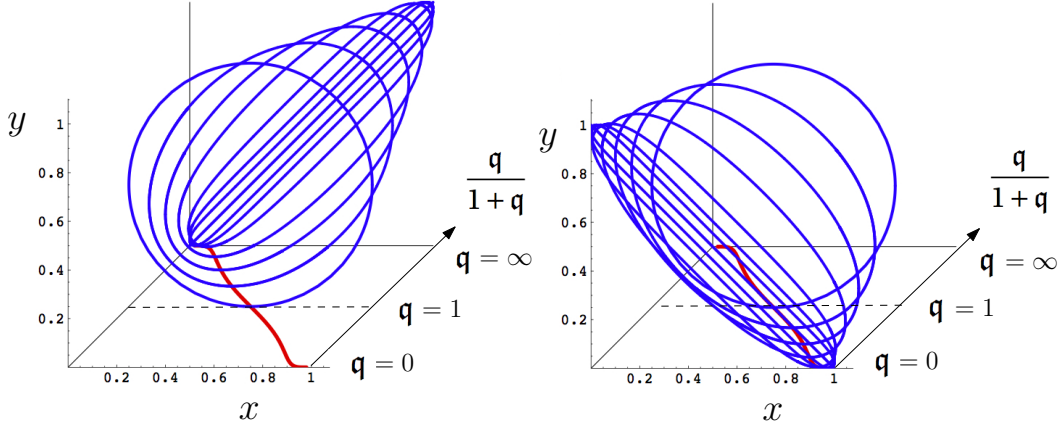 y
1
0.8
0.6
0.4
0.2
0.2 0.4 0.6 0.8 1
x
𝔮
1 + 𝔮
𝔮 = ∞
𝔮 = 1
𝔮 = 0
y
1
0.8
0.6
0.4
0.2
0.2 0.4 0.6 0.8 1
x
𝔮
1 + 𝔮
𝔮 = ∞
𝔮 = 1
𝔮 = 0